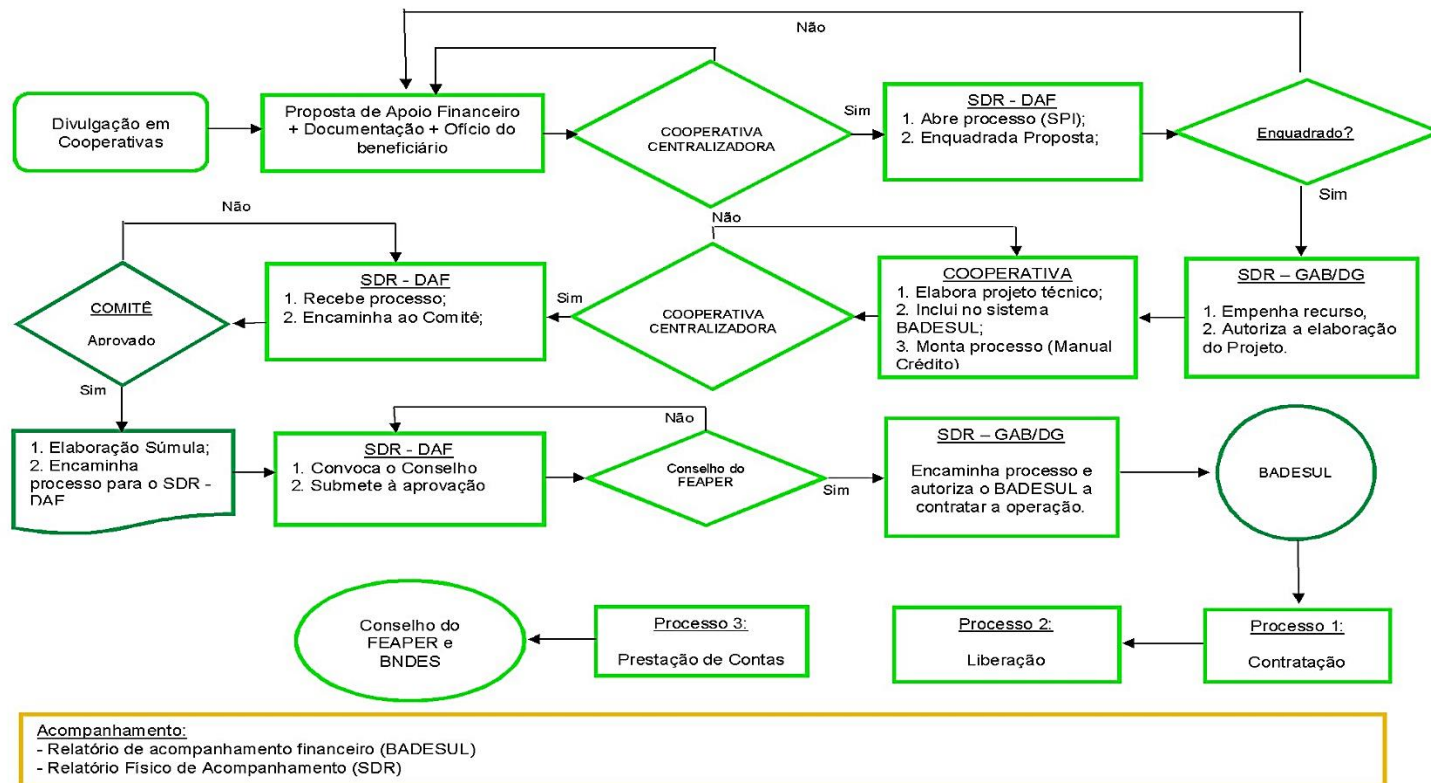 Não
Divulgação em
Cooperativas
Proposta de Apoio Financeiro
+ Documentação + Ofício do
beneficiário
COOPERATIVA
CENTRALIZADORA
Sim
SDR - DAF
1. Abre processo (SPI);
2. Enquadrada Proposta;
Enquadrado?
Sim
SDR – GAB/DG
1. Empenha recurso,
2. Autoriza a elaboração
do Projeto.
COOPERATIVA
1. Elabora projeto técnico;
2. Inclui no sistema
BADESUL;
3. Monta processo (Manual
Crédito)
Não
COOPERATIVA
CENTRALIZADORA
Sim
SDR - DAF
1. Recebe processo;
2. Encaminha ao Comitê;
Não
COMITÊ
Aprovado
Sim
1. Elaboração Súmula;
2. Encaminha
processo para o SDR -
DAF
SDR - DAF
1. Convoca o Conselho
2. Submete à aprovação
Não
Conselho do
FEAPER
Sim
SDR – GAB/DG
Encaminha processo e
autoriza o BADESUL a
contratar a operação.
BADESUL
Processo 1:
Contratação
Processo 2:
Liberação
Processo 3:
Prestação de Contas
Conselho do
FEAPER e
BNDES
Acompanhamento:
- Relatório de acompanhamento financeiro (BADESUL)
- Relatório Físico de Acompanhamento (SDR)